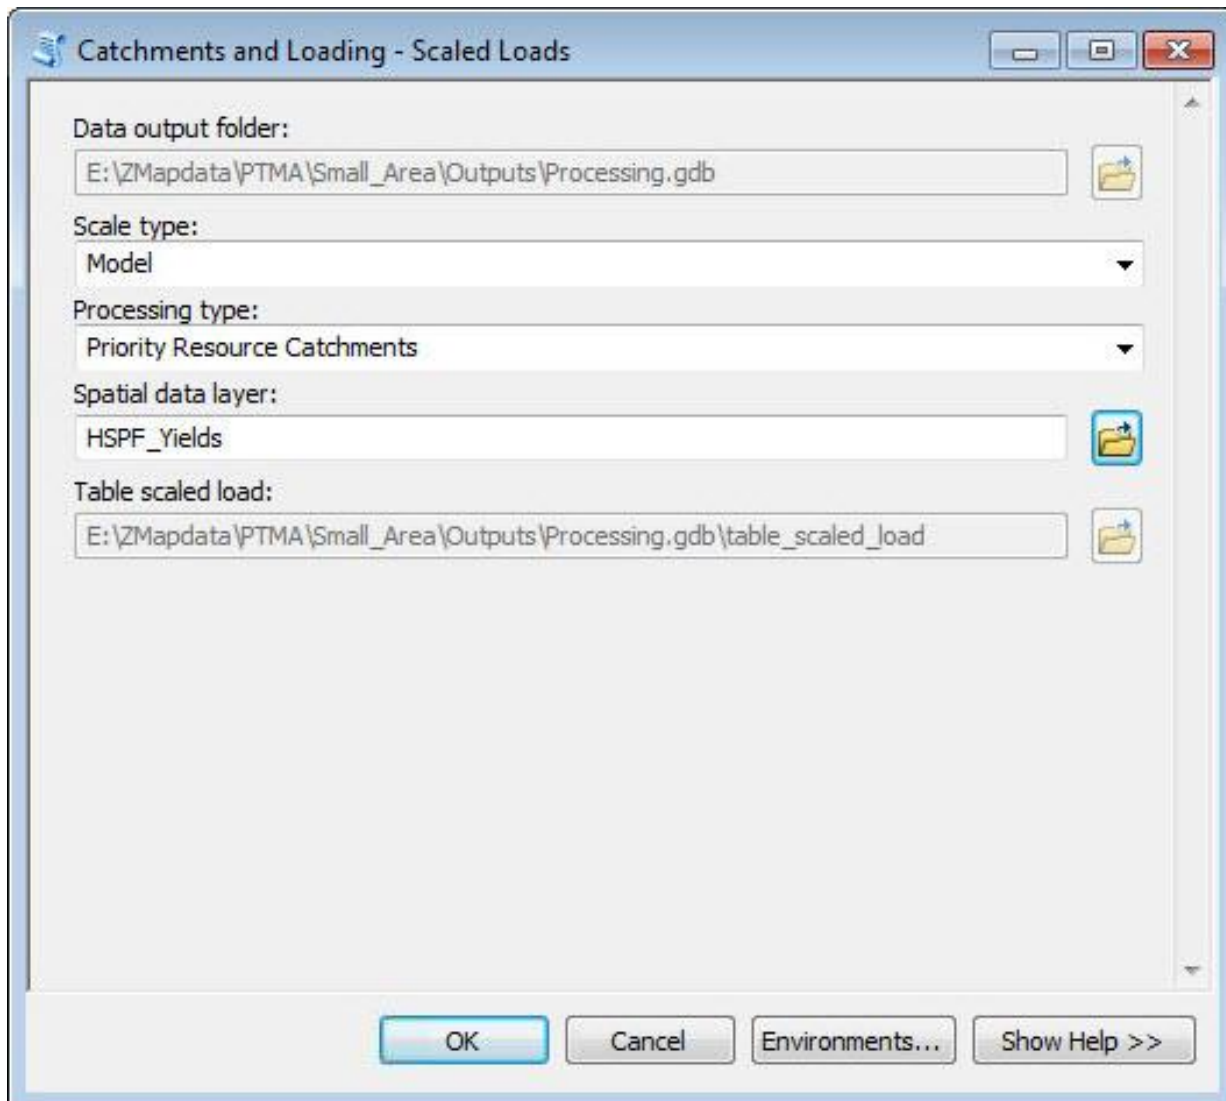 Catchments and Loading - Scaled Loads
Data output folder:
E:\ZMapdata\PTMA\Small_Area\Outputs\Processing.gdb
Scale type:
Model
Processing type:
Priority Resource Catchments
Spatial data layer:
HSPF_Yields
Table scaled load:
E:\ZMapdata\PTMA\Small_Area\Outputs\Processing.gdb\table_scaled_load
OK Cancel Environments... Show Help >>